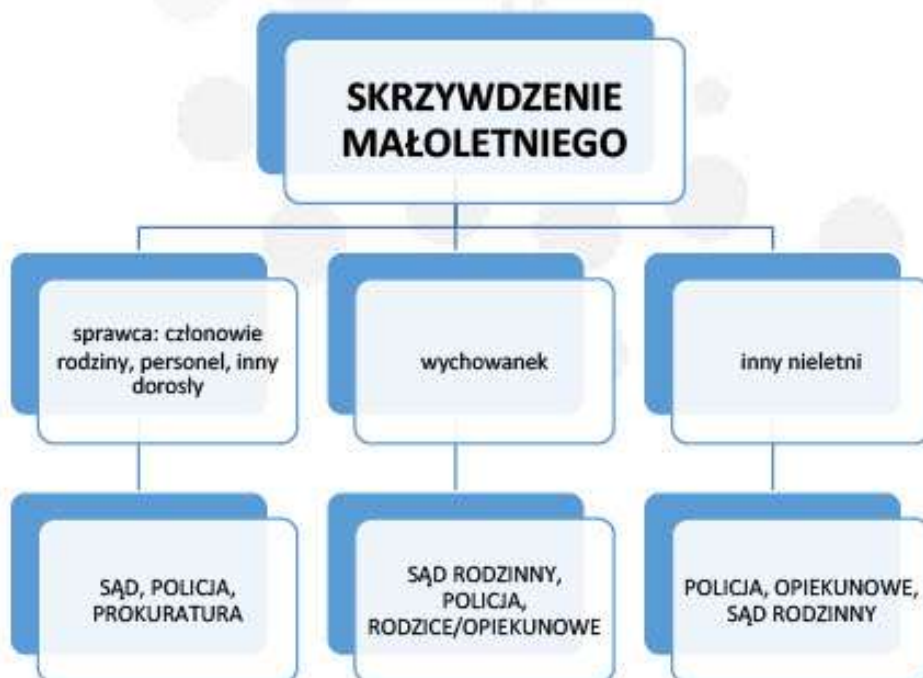 SKRZYWDZENIE
MAŁOLETNIEGO
sprawca: członowie
rodziny, personel, inny
dorosły
wychowanek
inny nieletni
SĄD, POLICJA,
PROKURATURA
SĄD RODZINNY,
POLICJA,
RODZICE/OPIEKUNOWE
POLICJA, OPIEKUNOWE,
SĄD RODZINNY